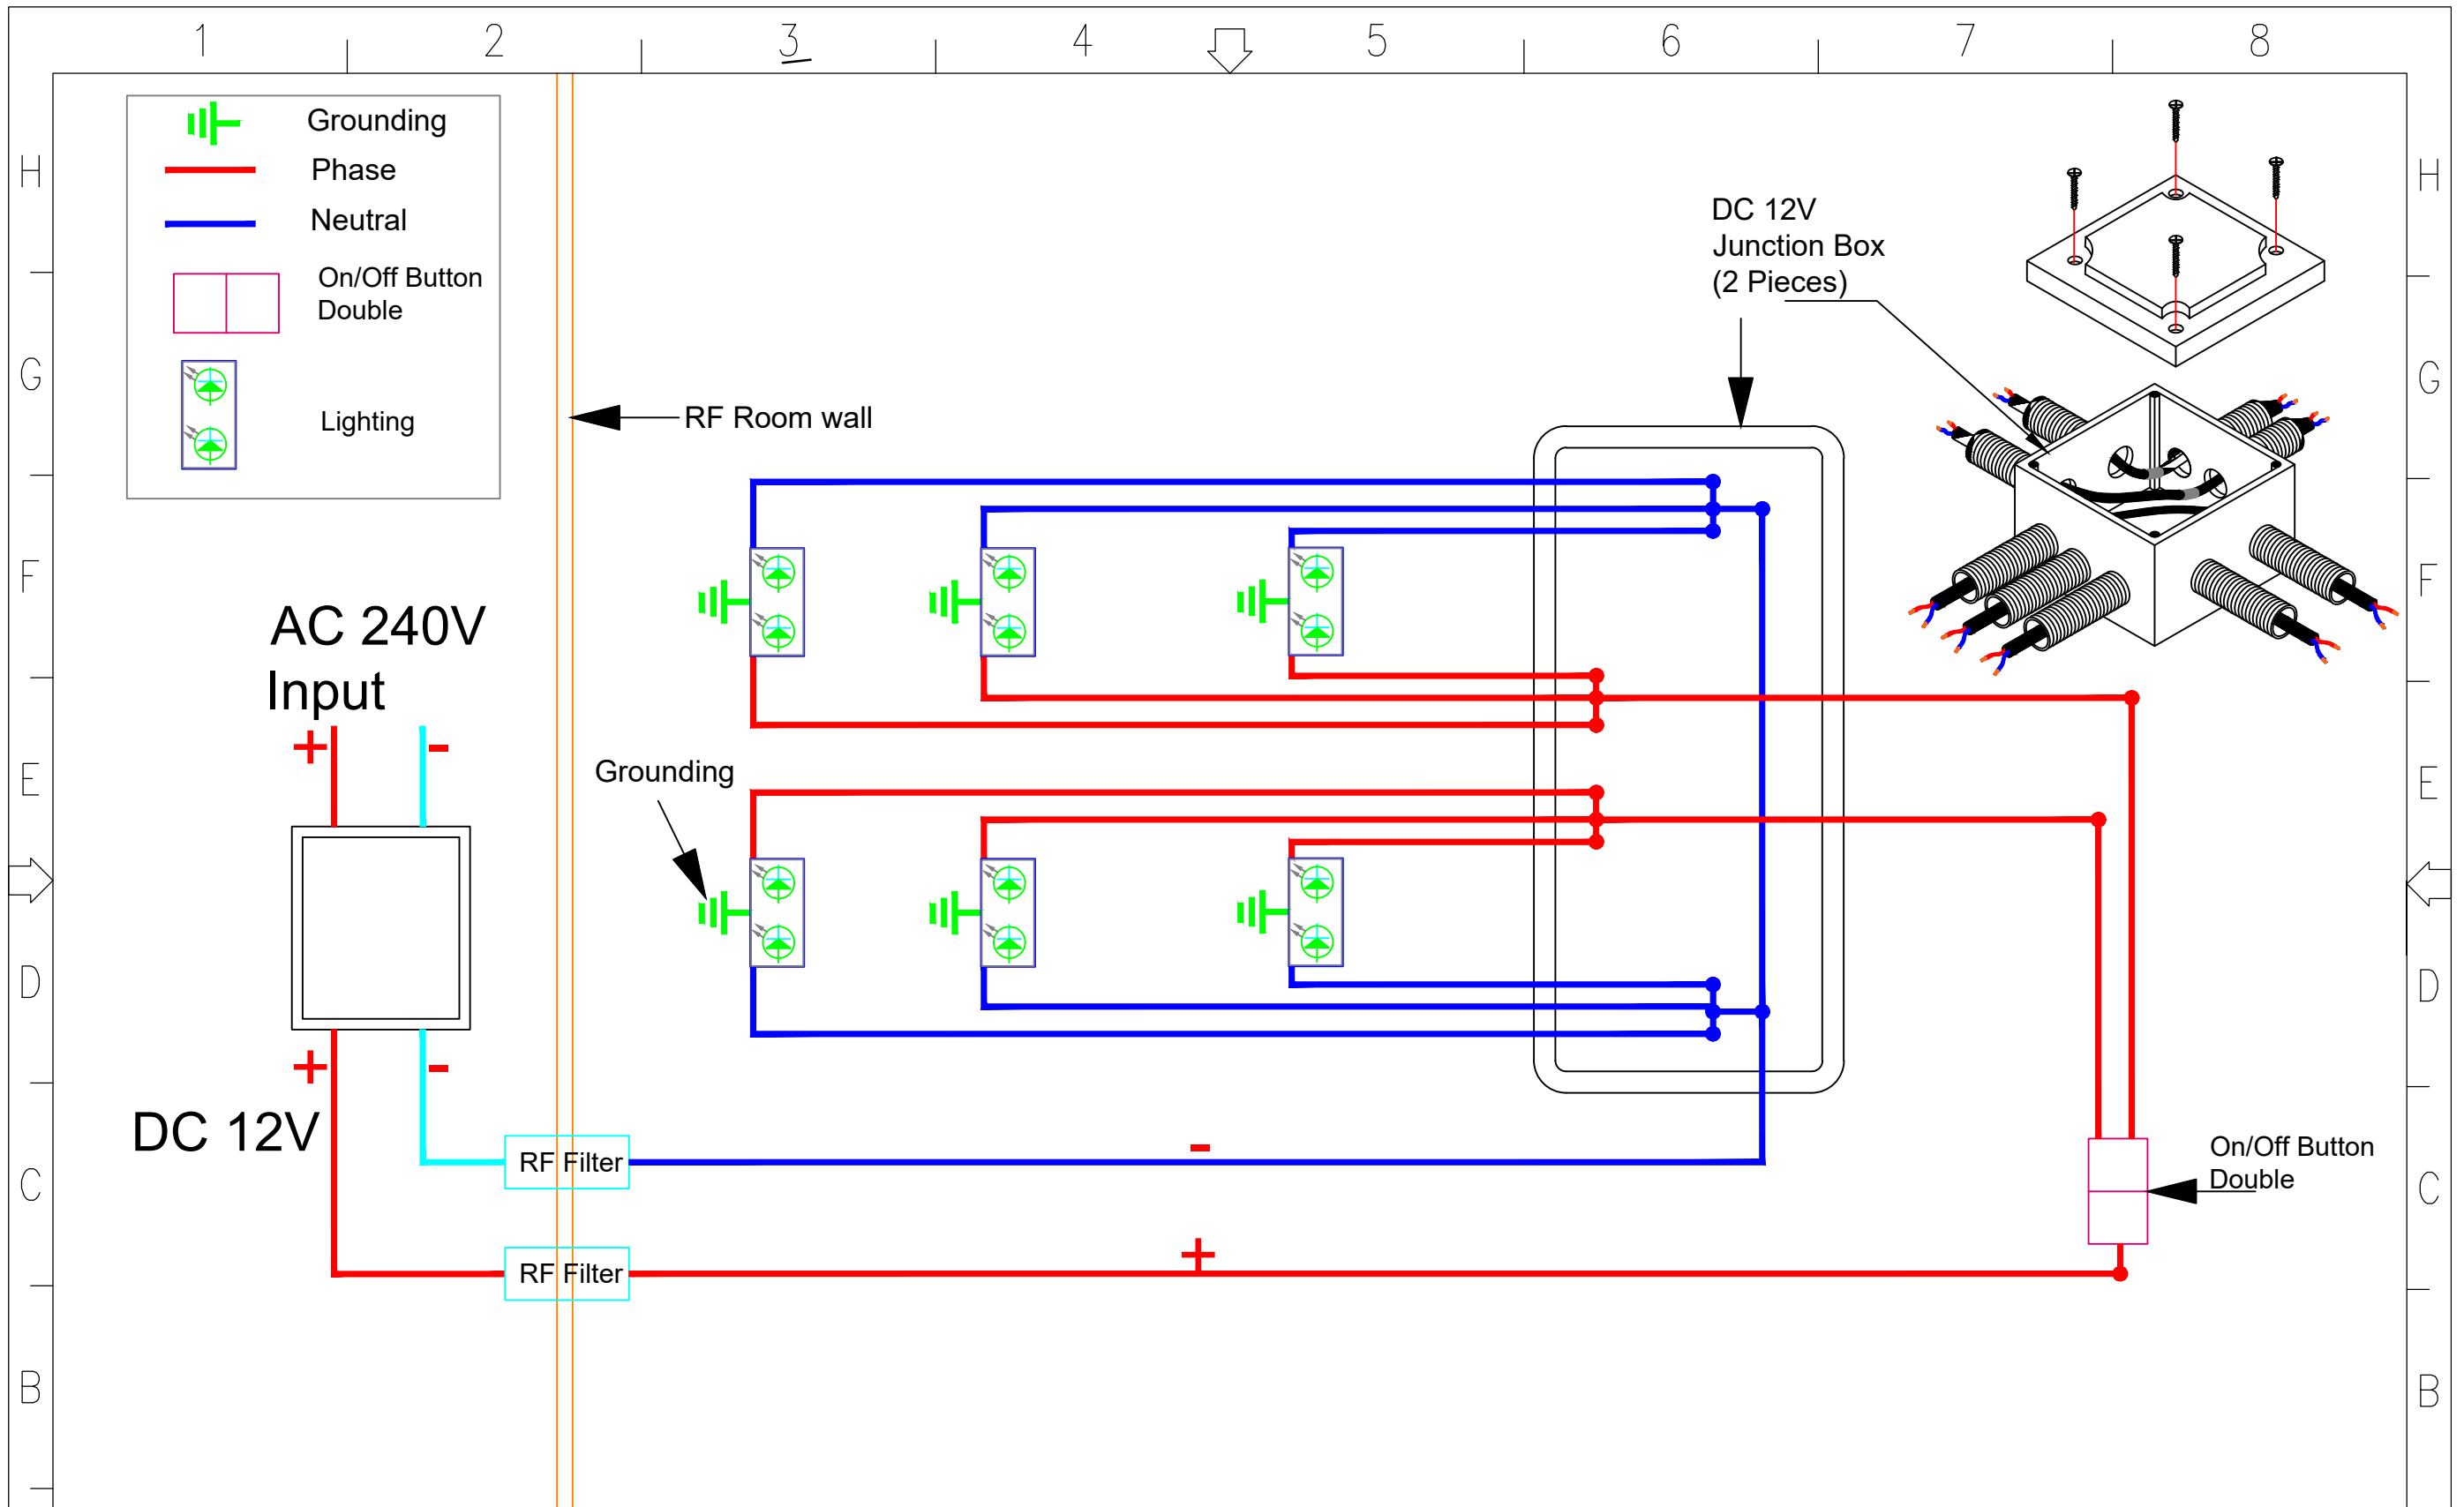 1 2 3 4 5 6 7 8
Grounding
Phase
Neutral
On/Off Button
Double
Lighting
H
H
G
G
F
F
E
E
D
D
C
C
B
B
DC 12V
Junction Box
(2 Pieces)
RF Room wall
AC 240V
Input
+ -
Grounding
+ -
DC 12V
RF Filter
-
RF Filter
+
On/Off Button
Double